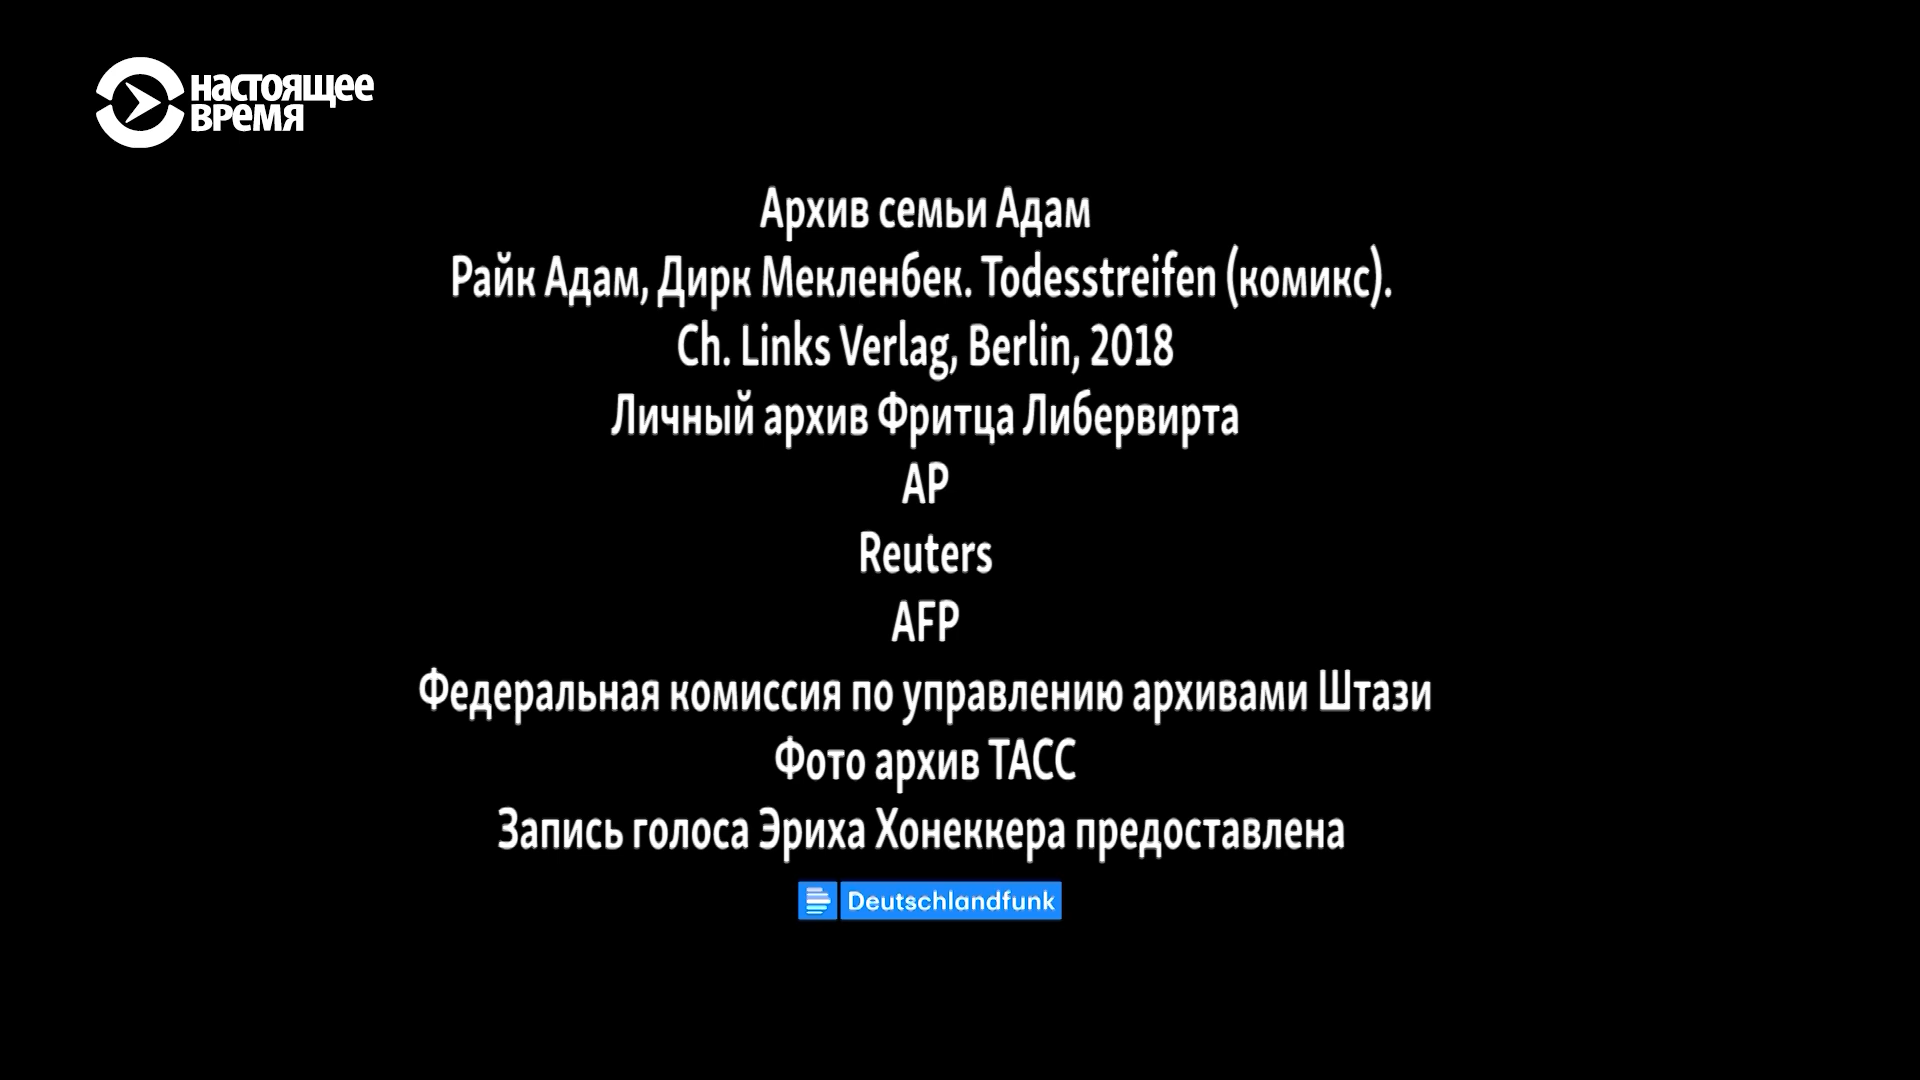 НАСТОЯЩЕЕ
ВРЕМЯ
Архив семьи Адам
Райк Адам, Дирк Мекленбек. Todesstreifen (комикс).
Ch. Links Verlag, Berlin, 2018
Личный архив Фритца Либервирта
AP
Reuters
AFP
Федеральная комиссия по управлению архивами Штази
Фото архив ТАСС
Запись голоса Эриха Хонеккера предоставлена
Deutschlandfunk